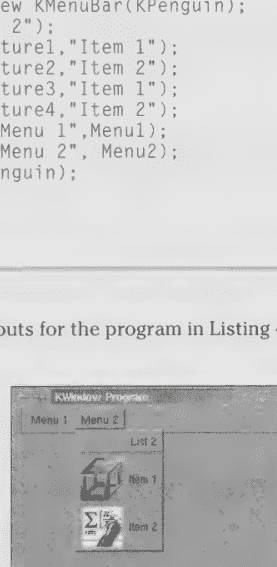 ew KMenuBar(KPenguin);
2");
ture1,"Item 1");
ture2,"Item 2");
ture3,"Item 1");
ture4,"Item 2");
Menu 1",Menu1);
Menu 2", Menu2);
nguin);
outs for the program in Listing
KWindow Program
Menu 1 Menu 2
List 2
Item 1
Item 2